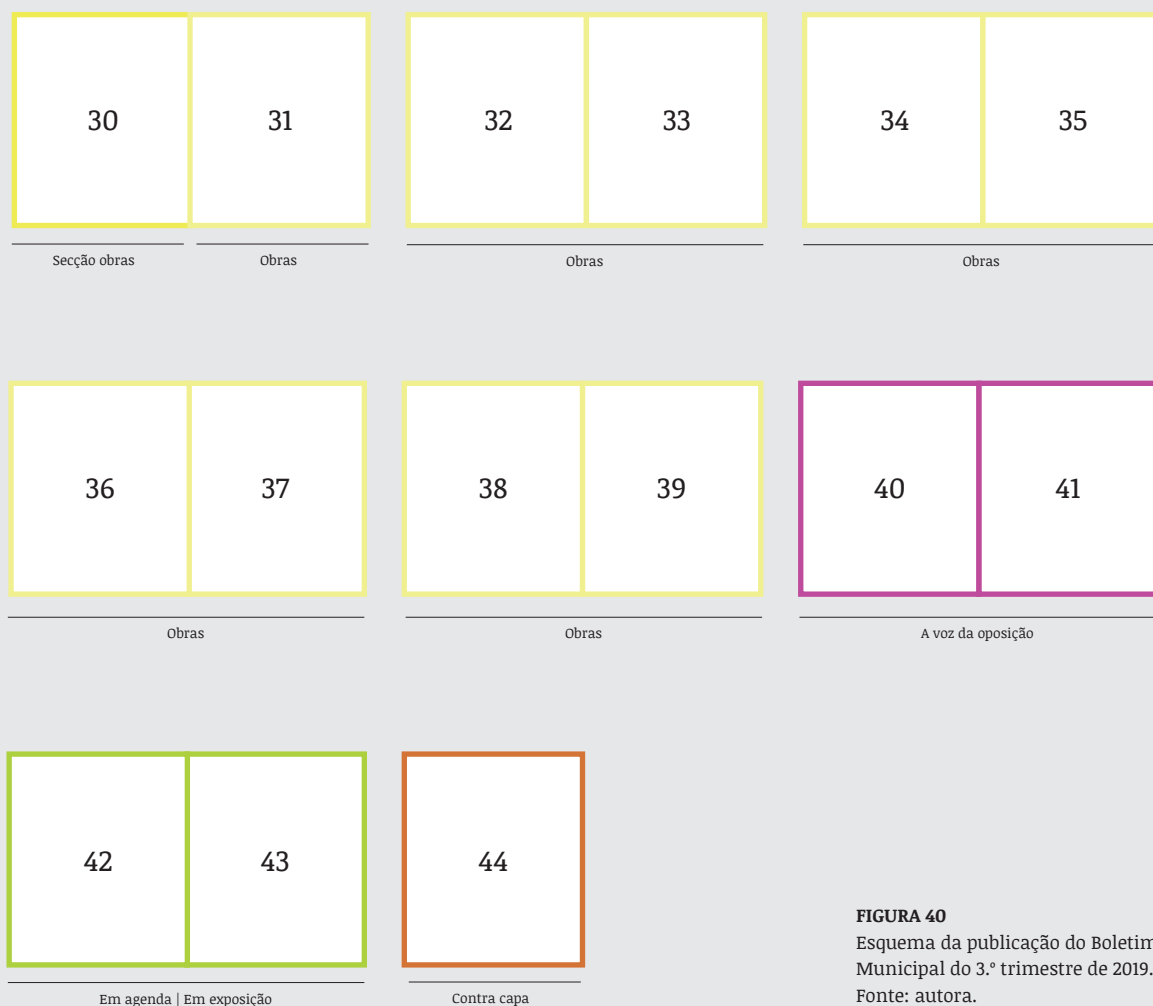 30 31 32 33 34 35
Secção obras Obras Obras Obras
36 37 38 39 40 41
Obras Obras A voz da oposição
42 43 44
Em agenda | Em exposição Contra capa
FIGURA 40
Esquema da publicação do Boletim
Municipal do 3.º trimestre de 2019.
Fonte: autora.